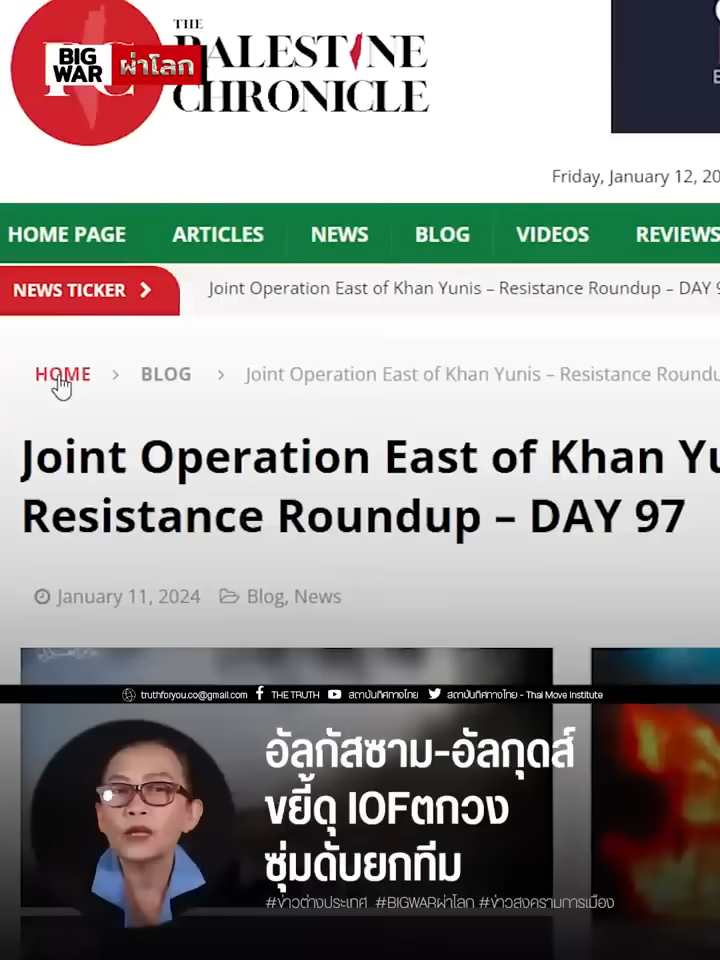 BIG
WAR
ผ่าโลก
THE
PALESTINE
CHRONICLE
Friday, January 12, 20
HOME PAGE ARTICLES NEWS BLOG VIDEOS REVIEWS
NEWS TICKER Joint Operation East of Khan Yunis – Resistance Roundup – DAY 9
HOME > BLOG > Joint Operation East of Khan Yunis – Resistance Roundu
Joint Operation East of Khan Yu
Resistance Roundup – DAY 97
January 11, 2024 Blog, News
truthforyou.co@gmail.com THE TRUTH สถาบันทิศทางไทย สถาบันทิศทางไทย - Thai Move Institute
อัลกัสซาม-อัลกุดส์
ขยี้ดุ IOFตกวง
ซุ่มดับยกทีม
#ข่าวต่างประเทศ #BIGWARผ่าโลก #ข่าวสงครามการเมือง